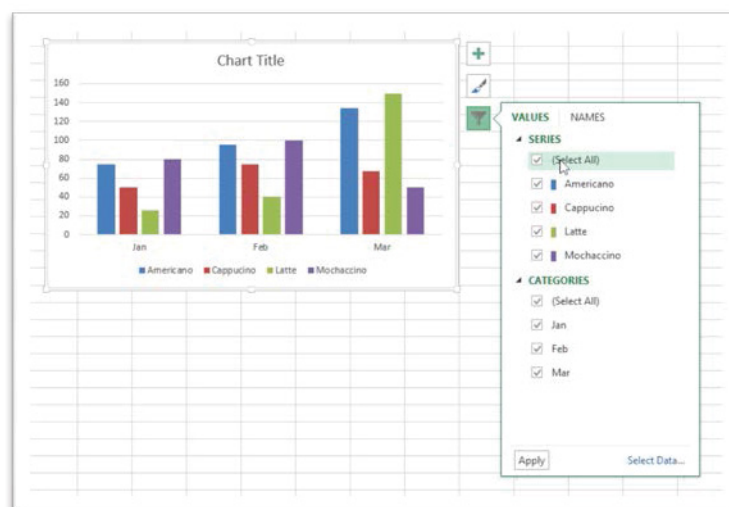 Chart Title
160
140
120
100
80
60
40
20
0
Jan Feb Mar
Americano Cappucino Latte Mochaccino
VALUES NAMES
SERIES
(Select All)
Americano
Cappucino
Latte
Mochaccino
CATEGORIES
(Select All)
Jan
Feb
Mar
Apply Select Data...